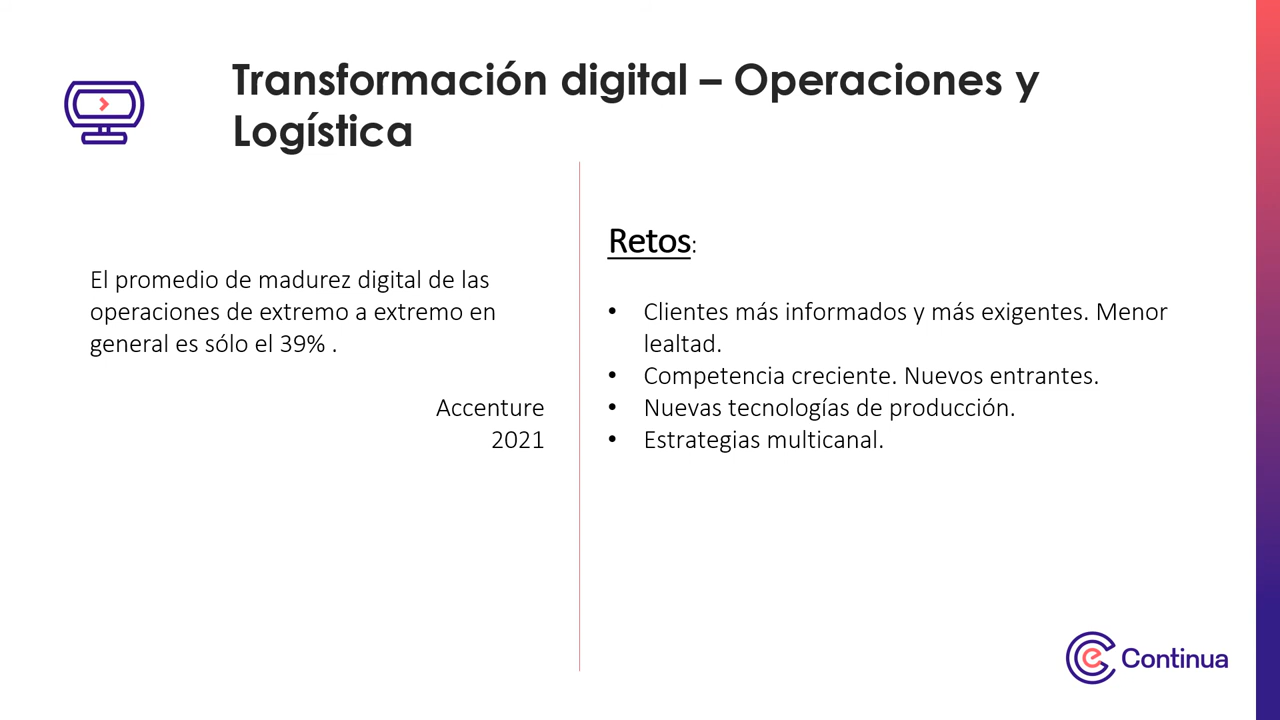 Transformación digital – Operaciones y
Logística
El promedio de madurez digital de las
operaciones de extremo a extremo en
general es sólo el 39% .
Accenture
2021
Retos:
• Clientes más informados y más exigentes. Menor
lealtad.
• Competencia creciente. Nuevos entrantes.
• Nuevas tecnologías de producción.
• Estrategias multicanal.
Continua